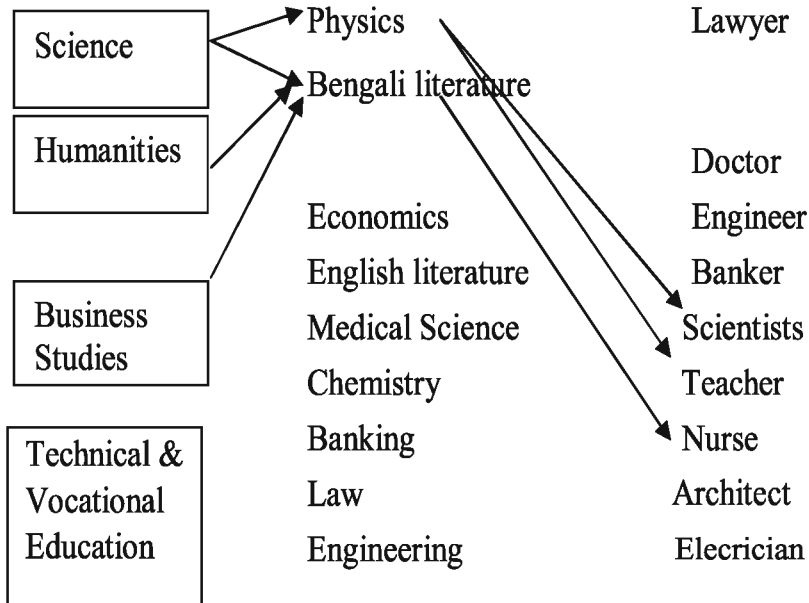 Science
Humanities
Business
Studies
Technical &
Vocational
Education
Physics
Bengali literature
Economics
English literature
Medical Science
Chemistry
Banking
Law
Engineering
Lawyer
Doctor
Engineer
Banker
Scientists
Teacher
Nurse
Architect
Elecrician